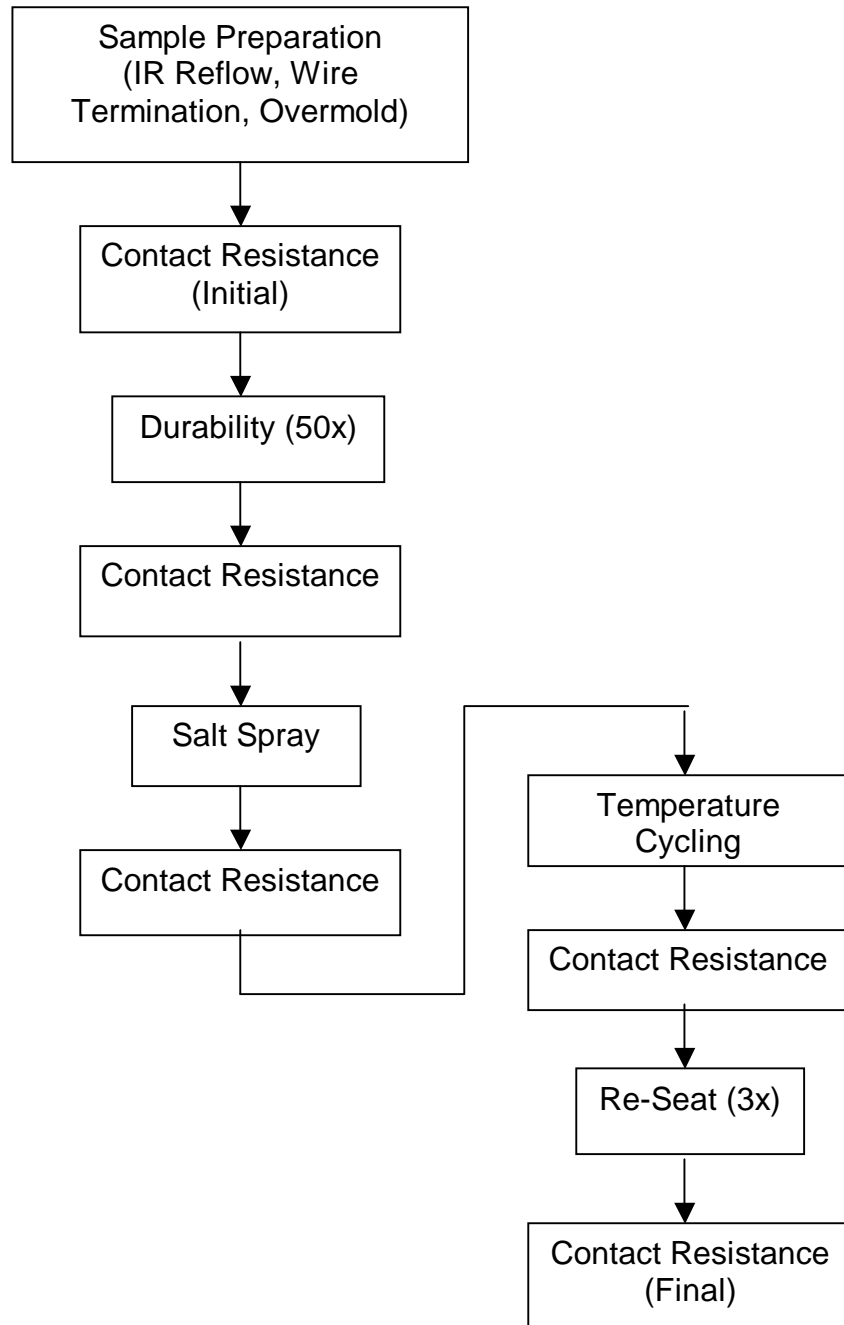 Sample Preparation
(IR Reflow, Wire
Termination, Overmold)
Contact Resistance
(Initial)
Durability (50x)
Contact Resistance
Salt Spray
Contact Resistance
Temperature
Cycling
Contact Resistance
Re-Seat (3x)
Contact Resistance
(Final)